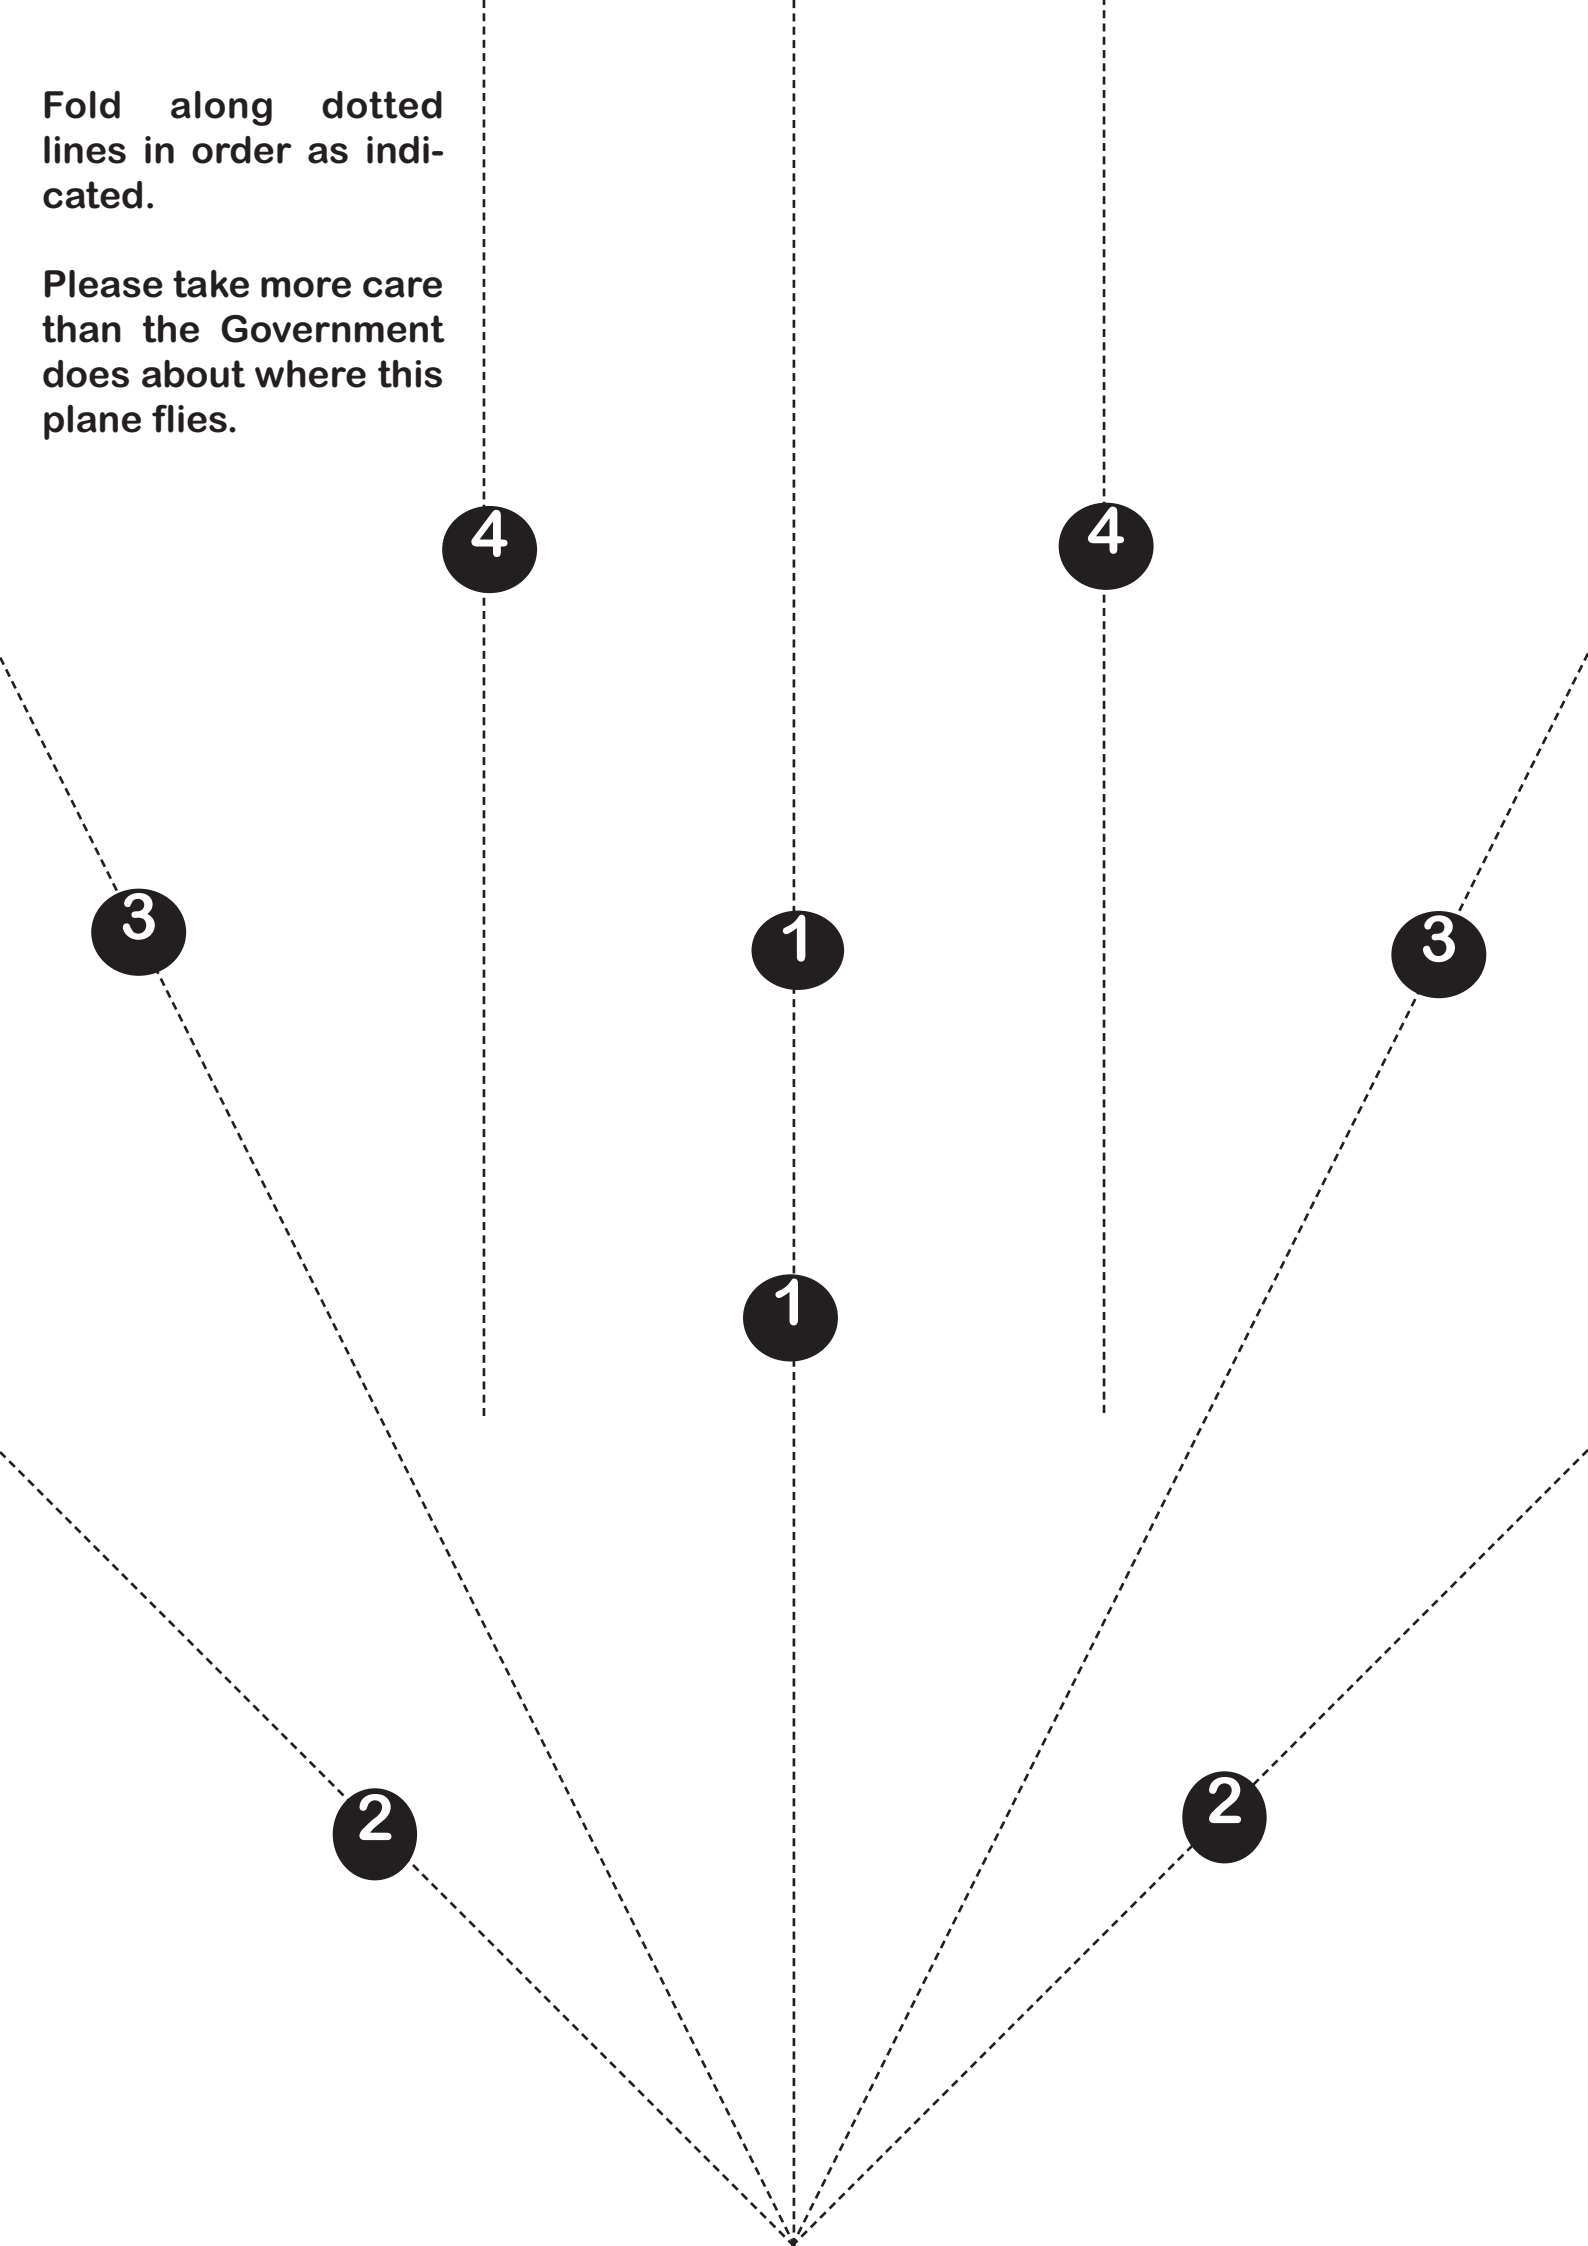 Fold along dotted
lines in order as indi-
cated.
Please take more care
than the Government
does about where this
plane flies.
4
4
3
1
3
1
2
2